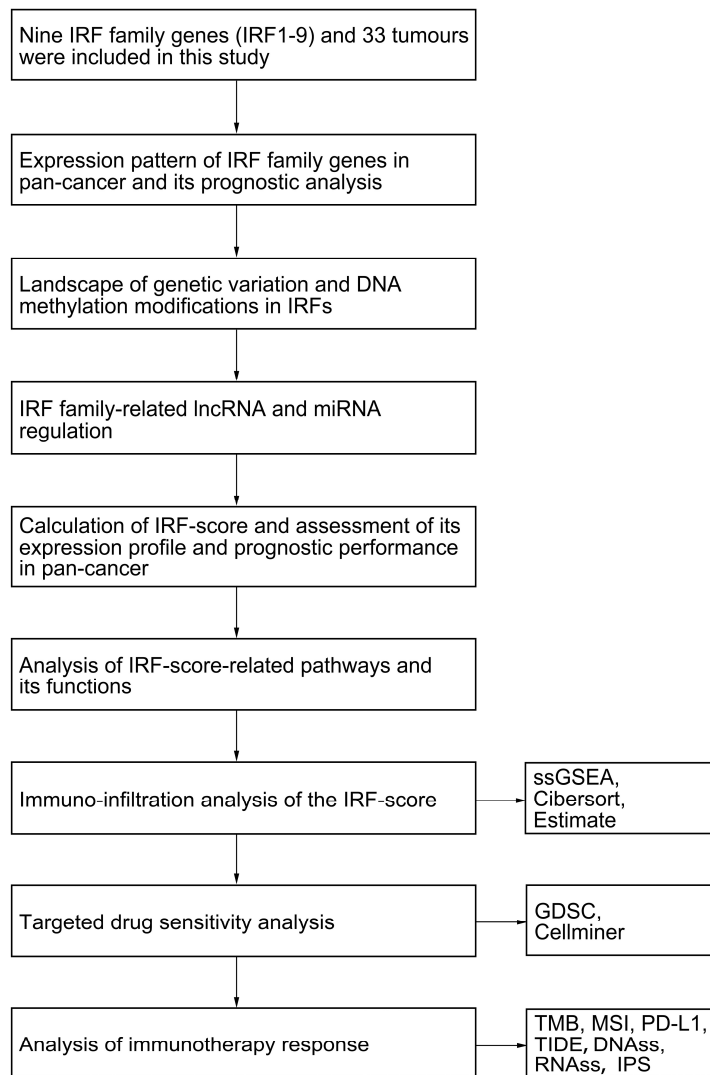 Nine IRF family genes (IRF1-9) and 33 tumours
were included in this study
Expression pattern of IRF family genes in
pan-cancer and its prognostic analysis
Landscape of genetic variation and DNA
methylation modifications in IRFs
IRF family-related lncRNA and miRNA
regulation
Calculation of IRF-score and assessment of its
expression profile and prognostic performance
in pan-cancer
Analysis of IRF-score-related pathways and
its functions
Immuno-infiltration analysis of the IRF-score
ssGSEA,
Cibersort,
Estimate
Targeted drug sensitivity analysis
GDSC,
Cellminer
Analysis of immunotherapy response
TMB, MSI, PD-L1,
TIDE, DNAss,
RNAss, IPS